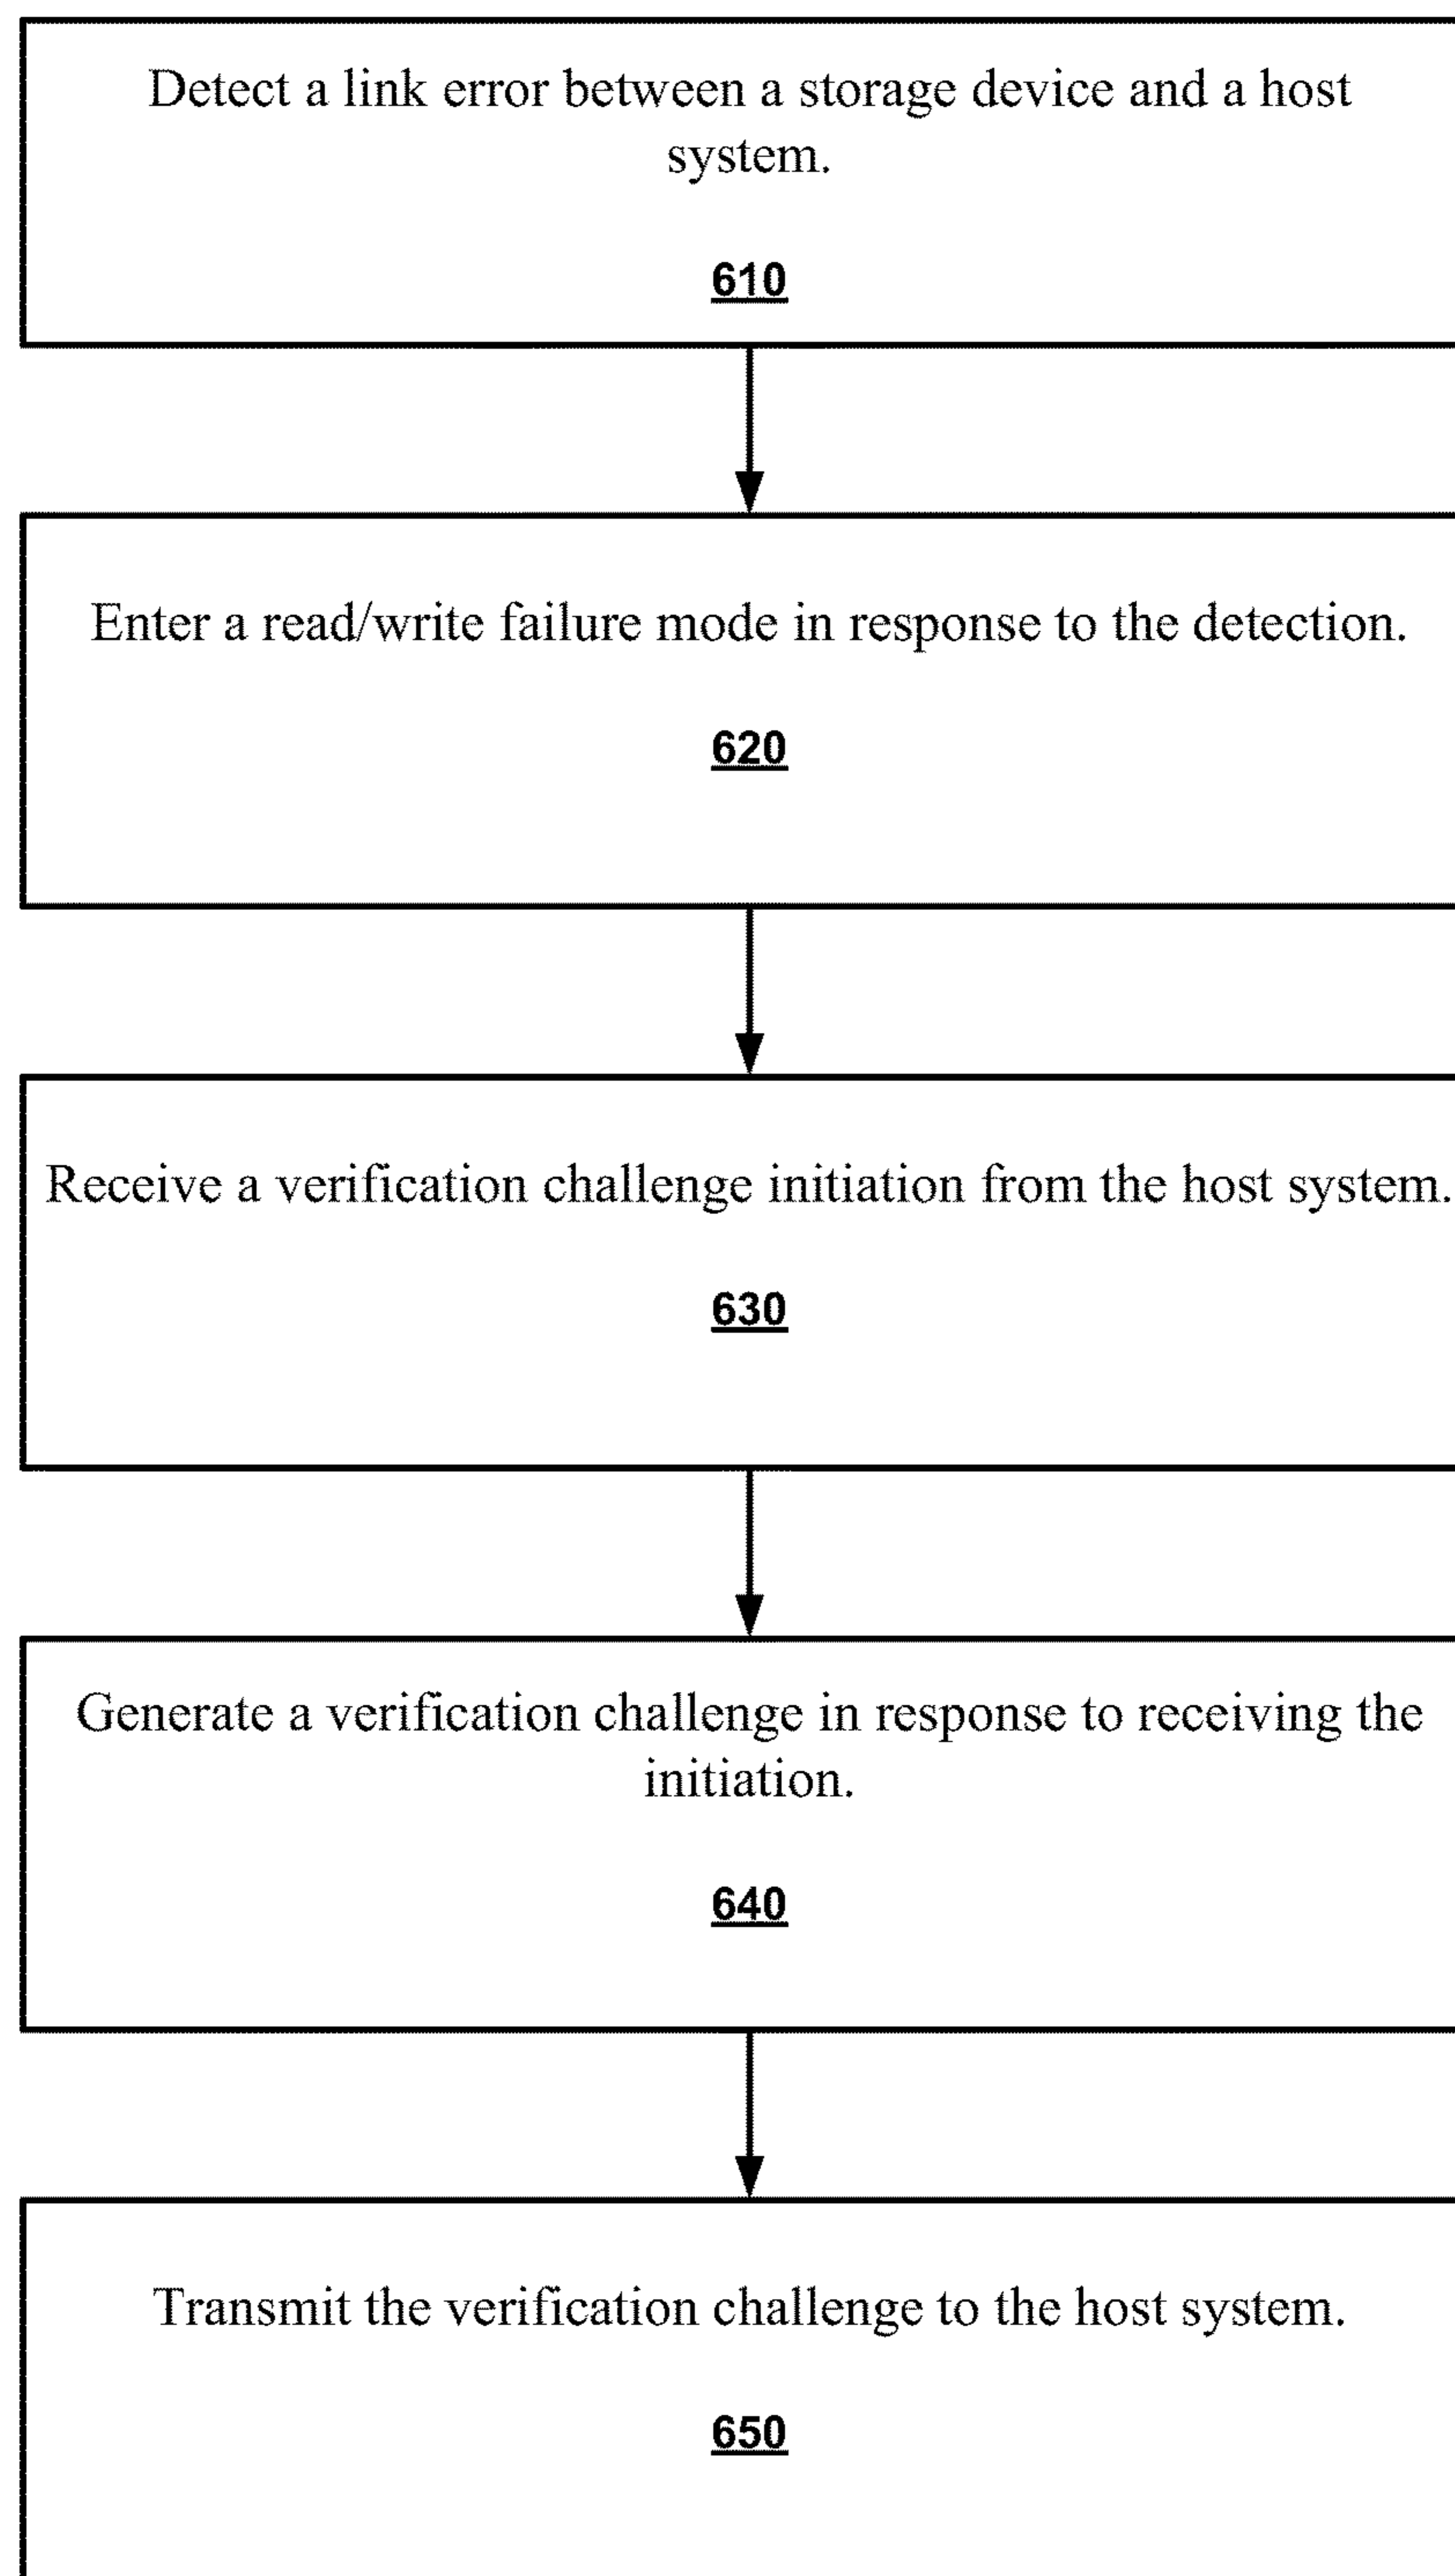 Detect a link error between a storage device and a host
system.
610
Enter a read/write failure mode in response to the detection.
620
Receive a verification challenge initiation from the host system.
630
Generate a verification challenge in response to receiving the
initiation.
640
Transmit the verification challenge to the host system.
650